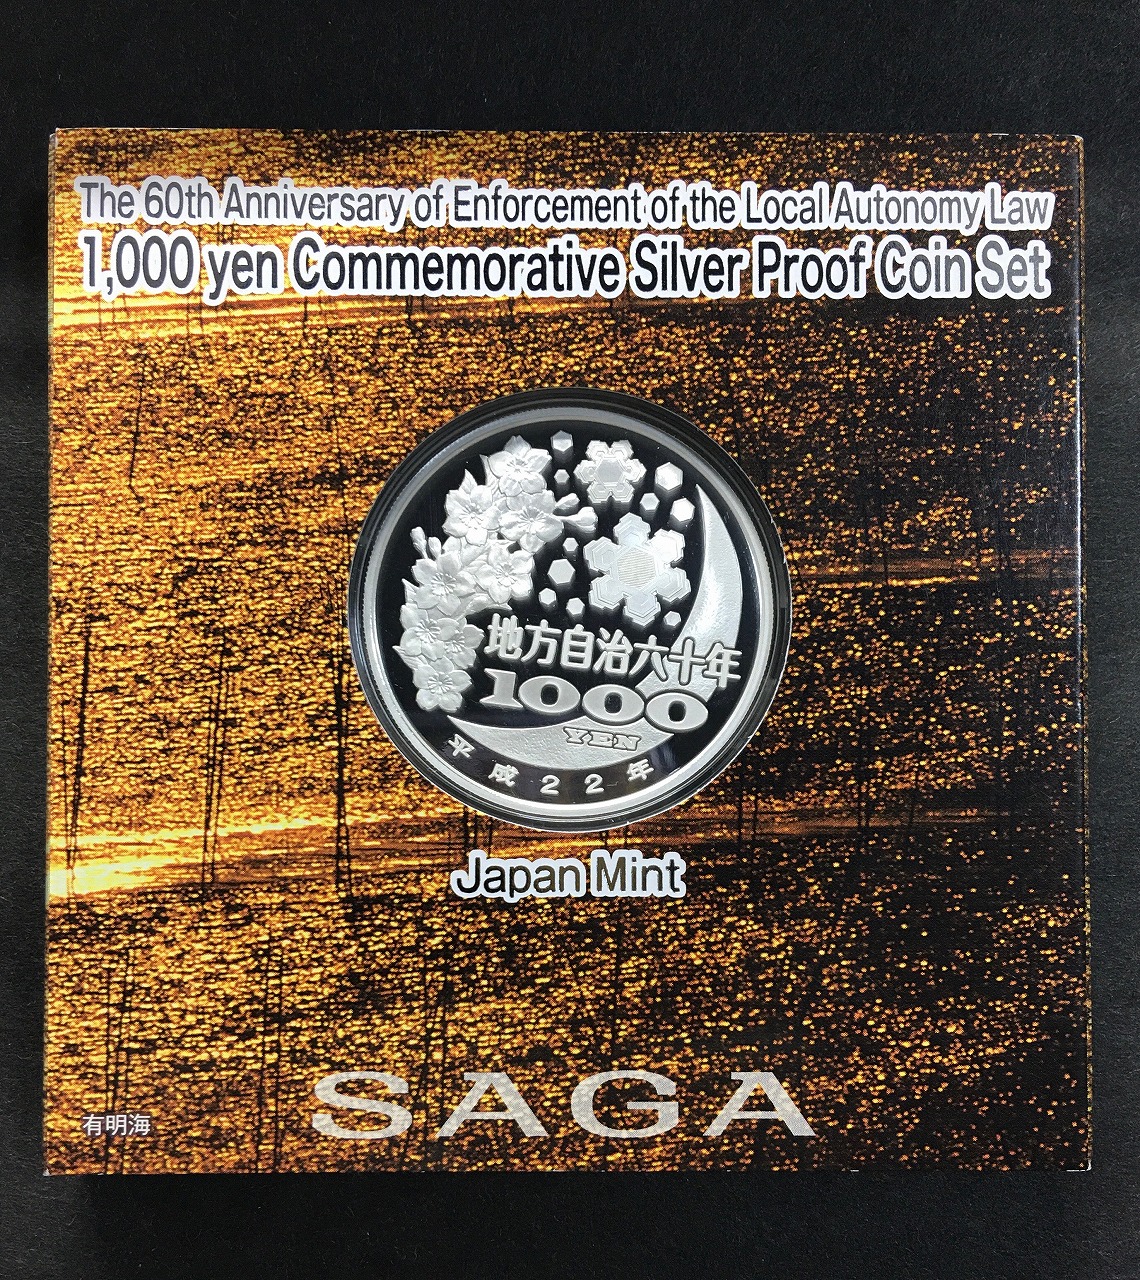 The 60th Anniversary of Enforcement of the Local Autonomy Law
1,000 yen Commemorative Silver Proof Coin Set
地方自治六十年
1000
YEN
平成22年
Japan Mint
SAGA
有明海